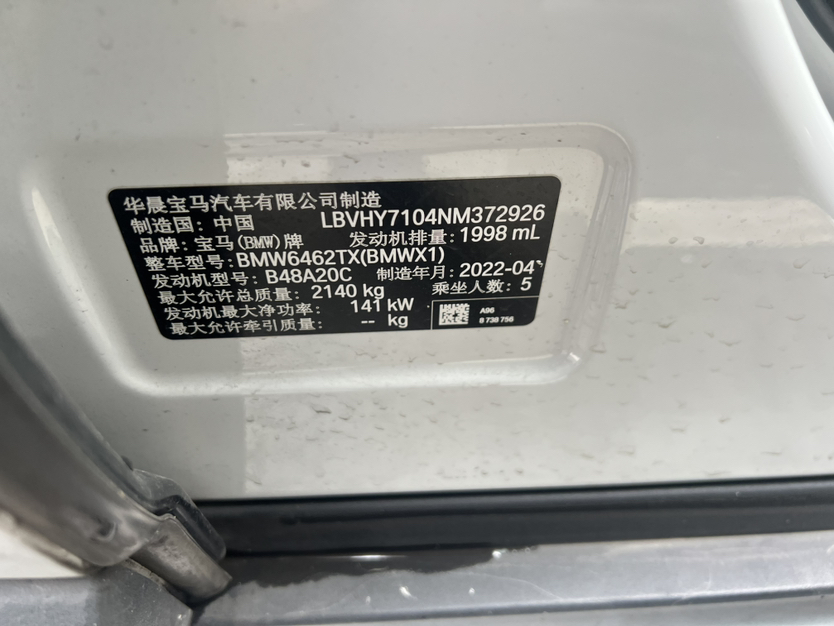 华晨宝马汽车有限公司制造
制造国: 中国 LBVHY7104NM372926
品牌: 宝马(BMW)牌 发动机排量: 1998 mL
整车型号: BMW6462TX(BMWX1)
发动机型号: B48A20C 制造年月: 2022-04
最大允许总质量: 2140 kg 乘坐人数: 5
发动机最大净功率: 141 kW
最大允许牵引质量: -- kg
A96
8 738 756